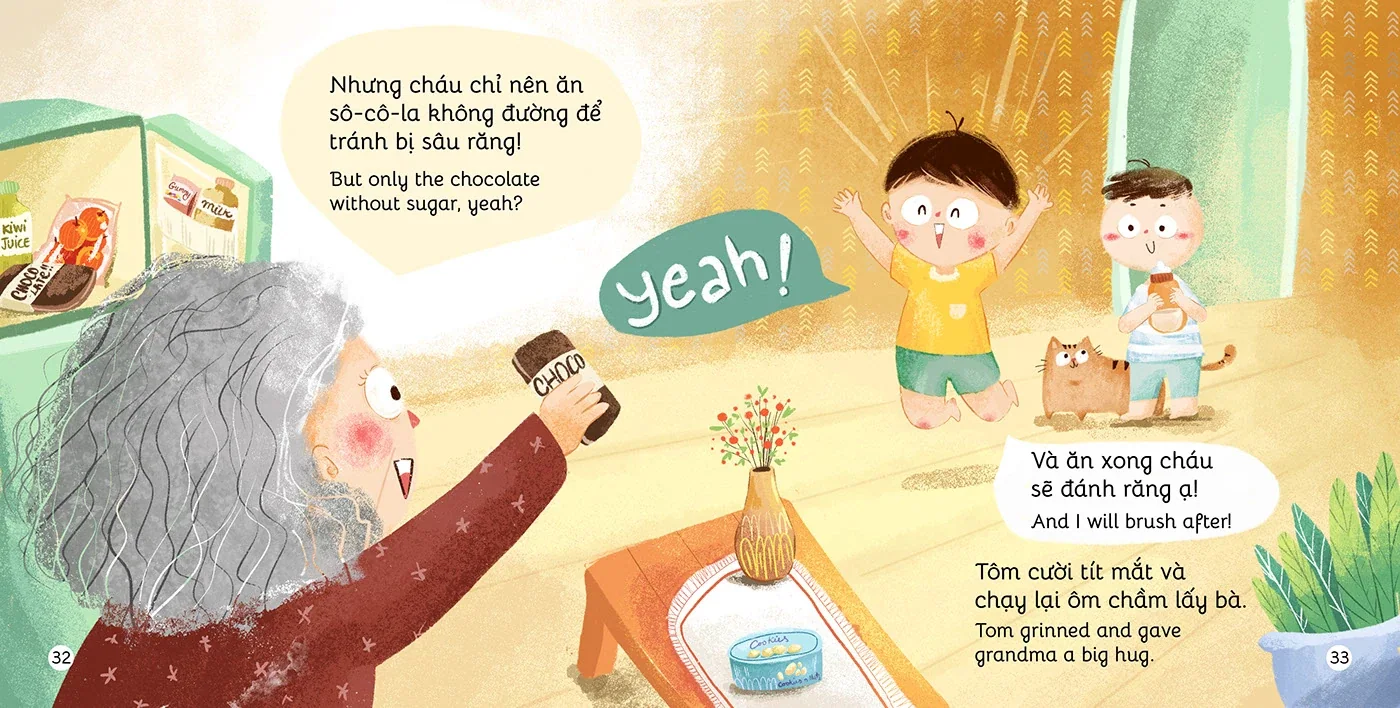 Nhưng cháu chỉ nên ăn
sô-cô-la không đường để
tránh bị sâu răng!
But only the chocolate
without sugar, yeah?
Gummy
MILK
KIWI
JUICE
CHOCO
LATE!!
yeah!
CHOCO
Và ăn xong cháu
sẽ đánh răng ạ!
And I will brush after!
Tôm cười tít mắt và
chạy lại ôm chầm lấy bà.
Tom grinned and gave
grandma a big hug.
Cookies
Cookies
32
33